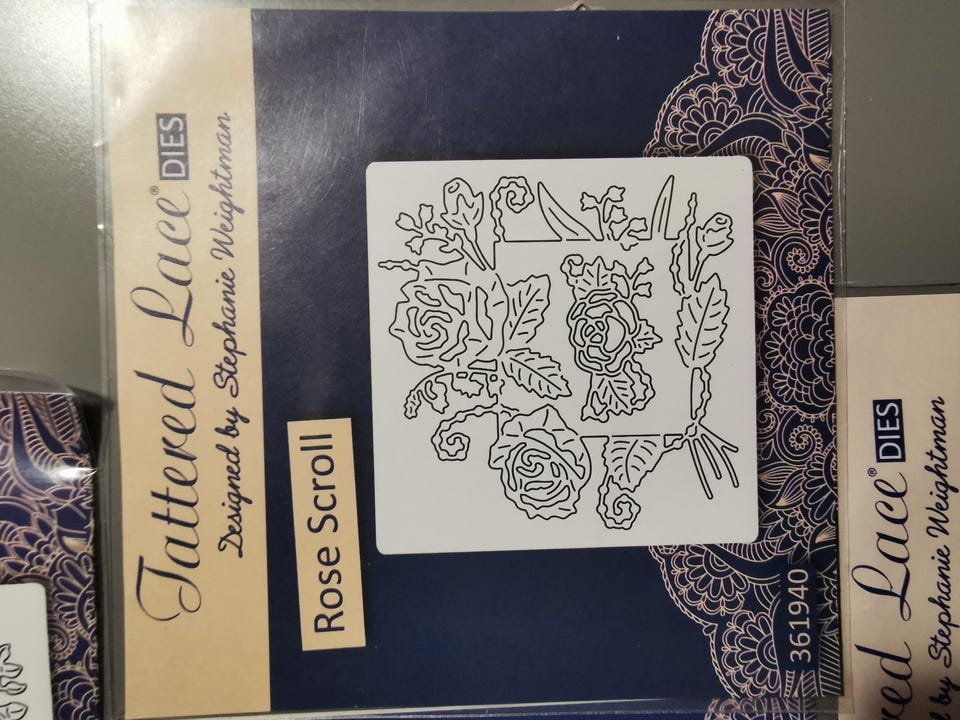 Tattered Lace® DIES
Designed by Stephanie Weightman
Rose Scroll
361940
ed Lace® DIES
by Stephanie Weightman